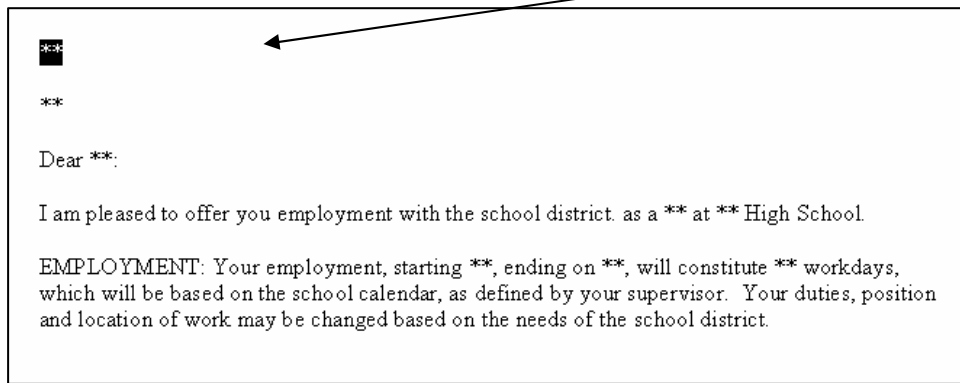 **
**
Dear **:
I am pleased to offer you employment with the school district. as a ** at ** High School.
EMPLOYMENT: Your employment, starting **, ending on **, will constitute ** workdays,
which will be based on the school calendar, as defined by your supervisor.  Your duties, position
and location of work may be changed based on the needs of the school district.